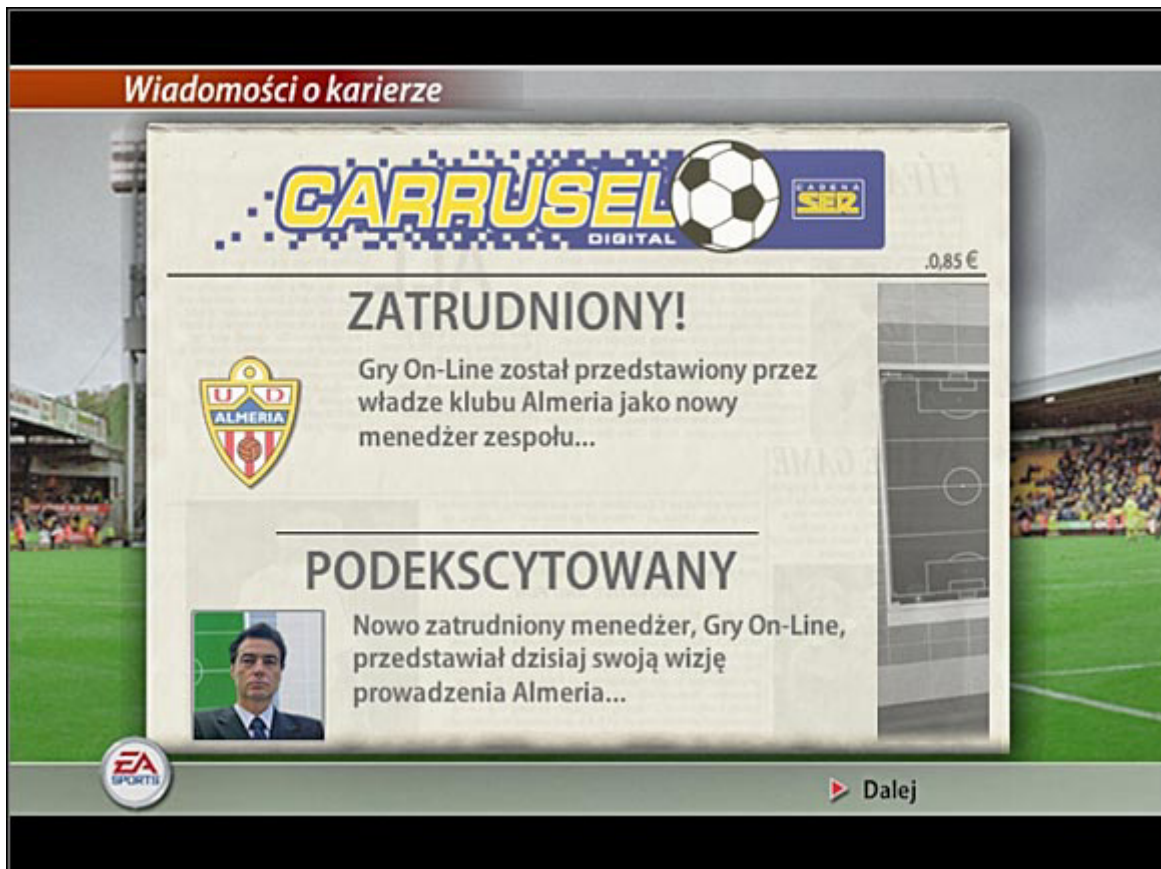 Wiadomości o karierze
CARRUSEL
DIGITAL
CADENA
SER
.0,85 €
ZATRUDNIONY!
Gry On-Line został przedstawiony przez
władze klubu Almeria jako nowy
menedżer zespołu...
U D
ALMERIA
PODEKSCYTOWANY
Nowo zatrudniony menedżer, Gry On-Line,
przedstawiał dzisiaj swoją wizję
prowadzenia Almeria...
EA
SPORTS
Dalej